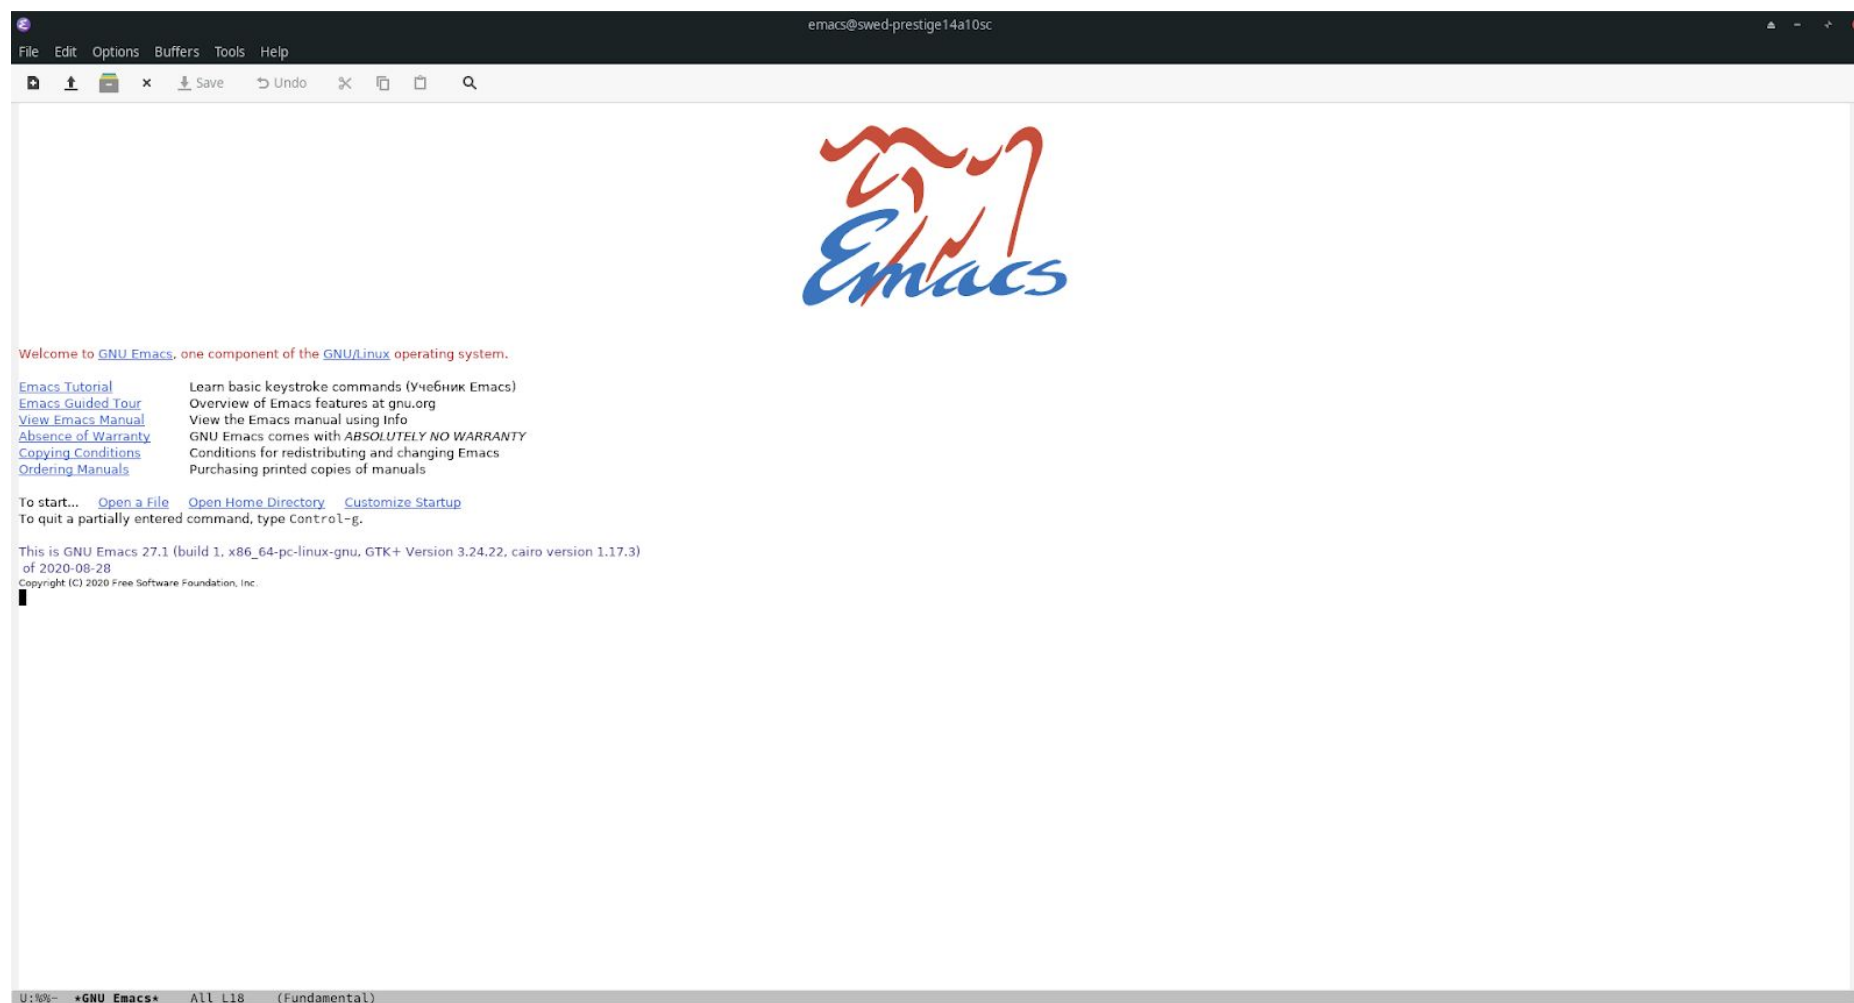 emacs@swed-prestige14a10sc
File Edit Options Buffers Tools Help
Save Undo
Emacs
Welcome to GNU Emacs, one component of the GNU/Linux operating system.
Emacs Tutorial Learn basic keystroke commands (Учебник Emacs)
Emacs Guided Tour Overview of Emacs features at gnu.org
View Emacs Manual View the Emacs manual using Info
Absence of Warranty GNU Emacs comes with ABSOLUTELY NO WARRANTY
Copying Conditions Conditions for redistributing and changing Emacs
Ordering Manuals Purchasing printed copies of manuals
To start... Open a File Open Home Directory Customize Startup
To quit a partially entered command, type Control-g.
This is GNU Emacs 27.1 (build 1, x86_64-pc-linux-gnu, GTK+ Version 3.24.22, cairo version 1.17.3)
of 2020-08-28
Copyright (C) 2020 Free Software Foundation, Inc.
U:%%- *GNU Emacs* All L18 (Fundamental)